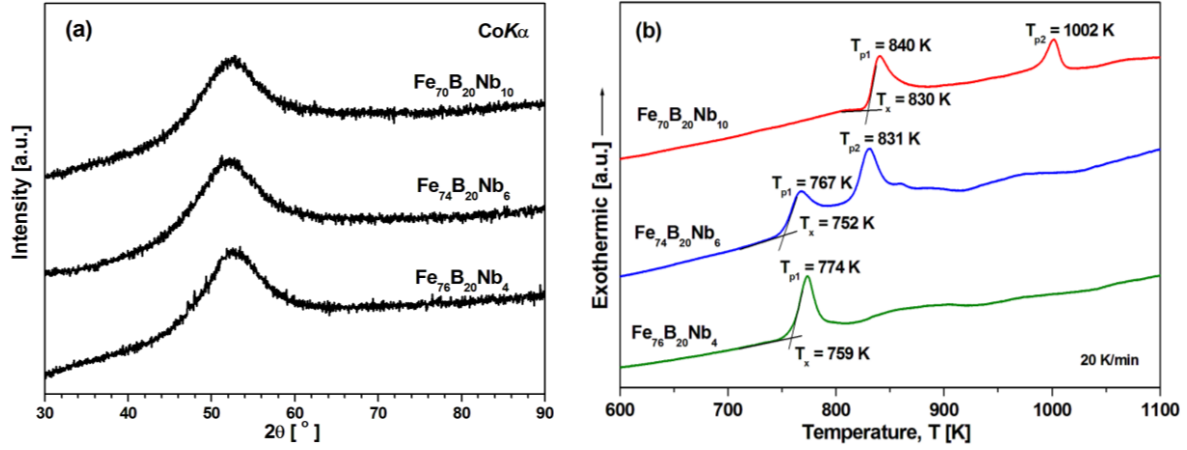 (a)
CoKα
Fe70B20Nb10
Fe74B20Nb6
Fe76B20Nb4
Intensity [a.u.]
30 40 50 60 70 80 90
2θ [°]
(b)
Tp2 = 1002 K
Tp1 = 840 K
Tx = 830 K
Fe70B20Nb10
Tp2 = 831 K
Tp1 = 767 K
Tx = 752 K
Fe74B20Nb6
Tp1 = 774 K
Fe76B20Nb4
Tx = 759 K
20 K/min
Exothermic [a.u.]
600 700 800 900 1000 1100
Temperature, T [K]